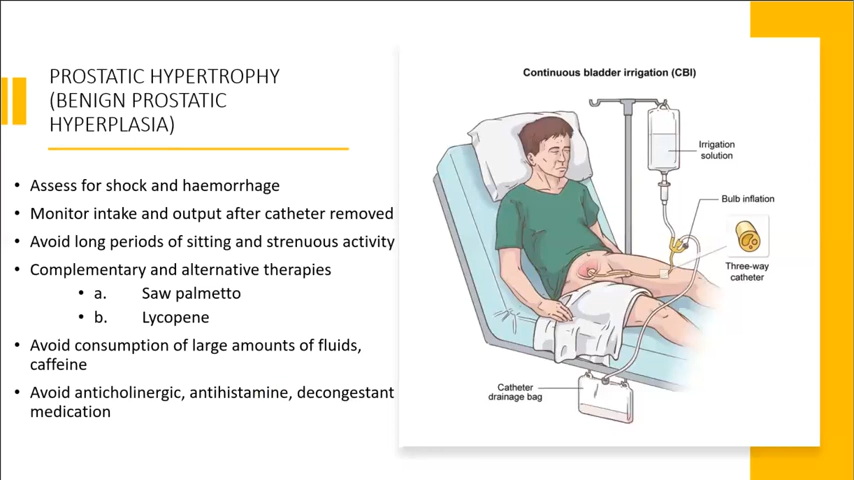 PROSTATIC HYPERTROPHY
(BENIGN PROSTATIC
HYPERPLASIA)
• Assess for shock and haemorrhage
• Monitor intake and output after catheter removed
• Avoid long periods of sitting and strenuous activity
• Complementary and alternative therapies
• a. Saw palmetto
• b. Lycopene
• Avoid consumption of large amounts of fluids,
caffeine
• Avoid anticholinergic, antihistamine, decongestant
medication
Continuous bladder irrigation (CBI)
Irrigation
solution
Bulb inflation
Three-way
catheter
Catheter
drainage bag